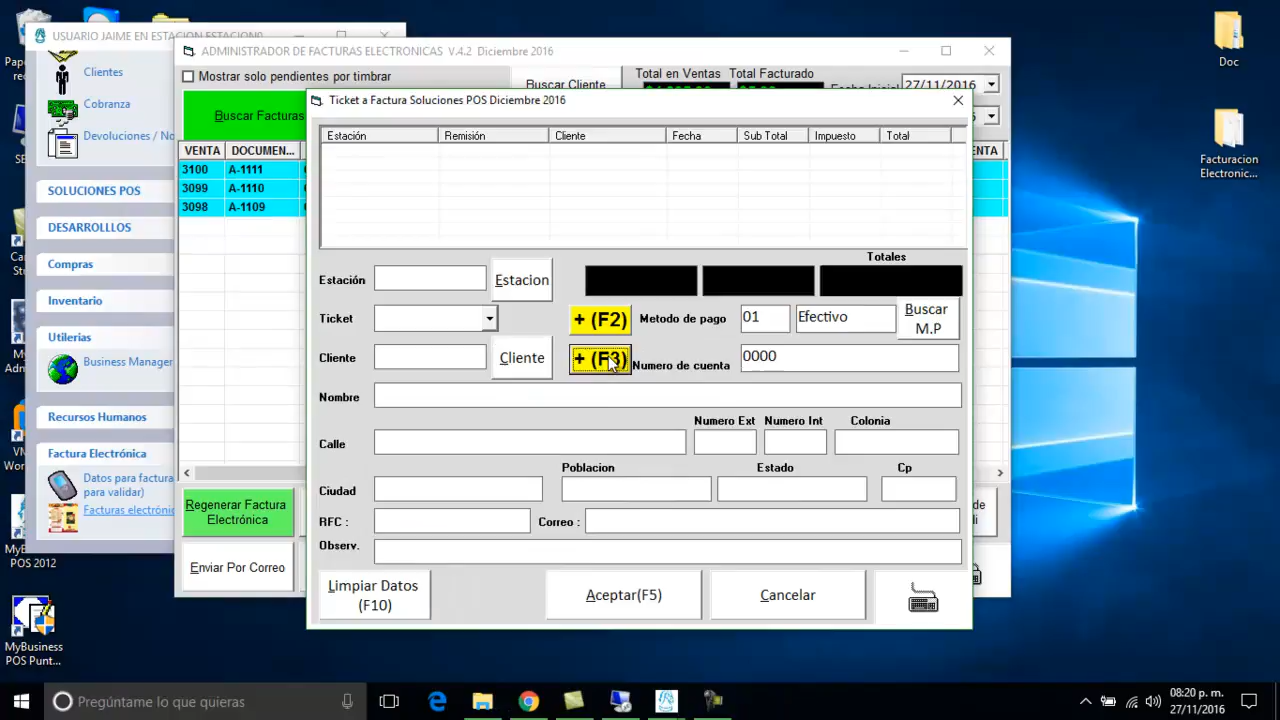 USUARIO JAIME EN ESTACION ESTACION0
Clientes
Cobranza
Devoluciones / No
SOLUCIONES POS
DESARROLLLOS
Compras
Inventario
Utilerias
Business Manager
Recursos Humanos
Factura Electrónica
Datos para factura
para validar)
Facturas electrónic
ADMINISTRADOR DE FACTURAS ELECTRONICAS V.4.2 Diciembre 2016
Mostrar solo pendientes por timbrar
Buscar Cliente
Total en Ventas
Total Facturado
27/11/2016
Buscar Facturas
VENTA
DOCUMEN...
3100 A-1111
3099 A-1110
3098 A-1109
Regenerar Factura
Electrónica
Enviar Por Correo
Ticket a Factura Soluciones POS Diciembre 2016
Estación Remisión Cliente Fecha Sub Total Impuesto Total
Totales
Estación
Estacion
Ticket
+ (F2)
Metodo de pago
01
Efectivo
Buscar
M.P
Cliente
Cliente
+ (F3)
Numero de cuenta
0000
Nombre
Numero Ext Numero Int Colonia
Calle
Poblacion Estado Cp
Ciudad
RFC :
Correo :
Observ.
Limpiar Datos
(F10)
Aceptar(F5)
Cancelar
Doc
Facturacion
Electronic...
POS 2012
MyBusiness
POS Punt...
Pregúntame lo que quieras
08:20 p. m.
27/11/2016